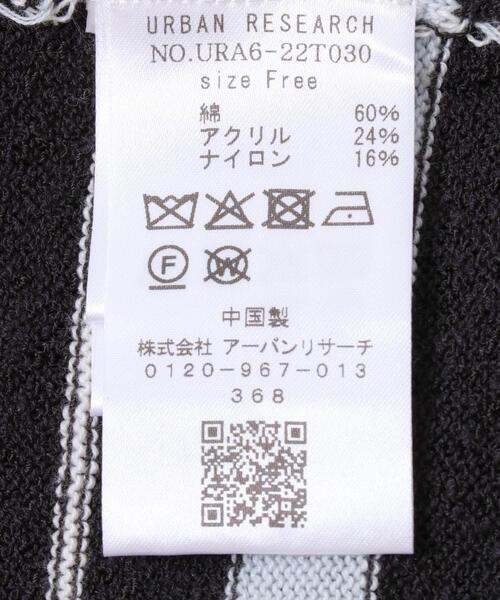 URBAN RESEARCH
NO.URA6-22T030
size Free
綿 60%
アクリル 24%
ナイロン 16%
F W
中国製
株式会社 アーバンリサーチ
0120-967-013
368